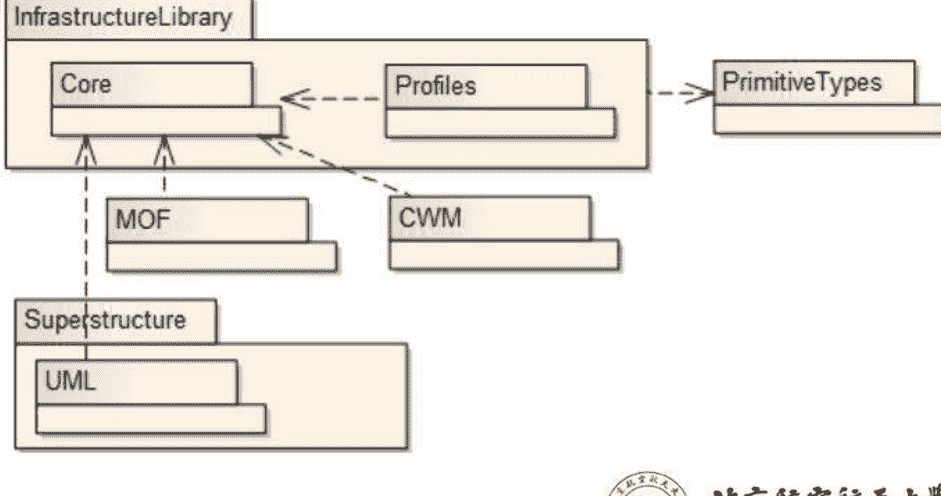 InfrastructureLibrary
Core
Profiles
PrimitiveTypes
MOF
CWM
Superstructure
UML